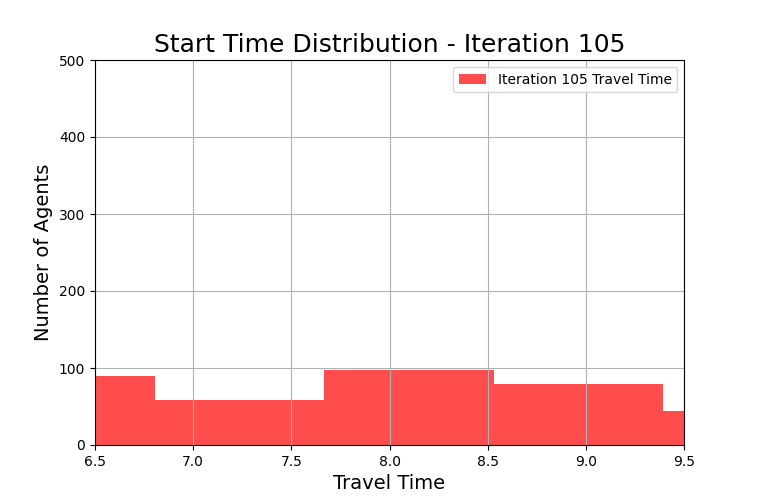 Start Time Distribution - Iteration 105
Iteration 105 Travel Time
Number of Agents
500
400
300
200
100
0
6.5 7.0 7.5 8.0 8.5 9.0 9.5
Travel Time